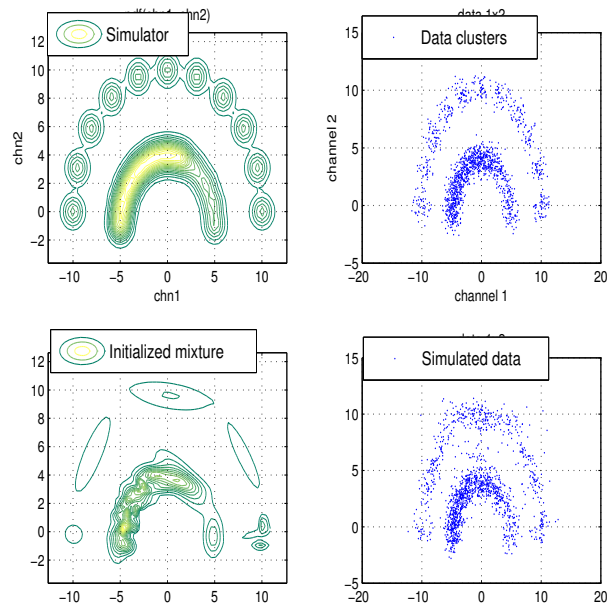 Simulator
12
10
8
6
4
2
0
−2
chn2
−10 −5 0 5 10
chn1
Data clusters
15
10
5
0
−5
channel 2
−20 −10 0 10 20
channel 1
Initialized mixture
12
10
8
6
4
2
0
−2
−10 −5 0 5 10
Simulated data
15
10
5
0
−5
−20 −10 0 10 20